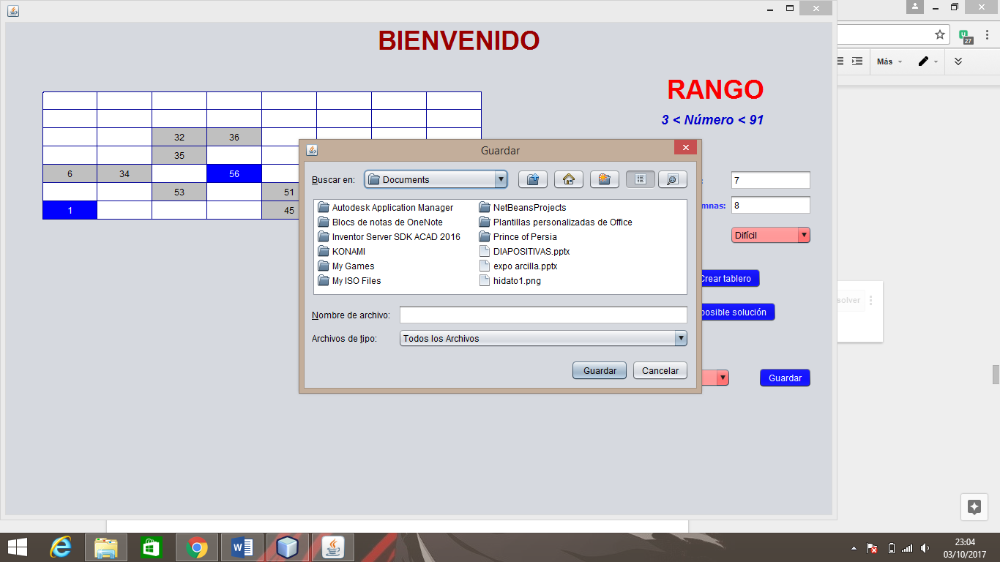 BIENVENIDO
RANGO
3 < Número < 91
Más
27
32 36
35
6 34 56
53 51
1 45
7
mnas: 8
Difícil
Crear tablero
posible solución
Guardar
solver
Guardar
Buscar en: Documents
Autodesk Application Manager
Blocs de notas de OneNote
Inventor Server SDK ACAD 2016
KONAMI
My Games
My ISO Files
NetBeansProjects
Plantillas personalizadas de Office
Prince of Persia
DIAPOSITIVAS.pptx
expo arcilla.pptx
hidato1.png
Nombre de archivo:
Archivos de tipo: Todos los Archivos
Guardar Cancelar
23:04
03/10/2017